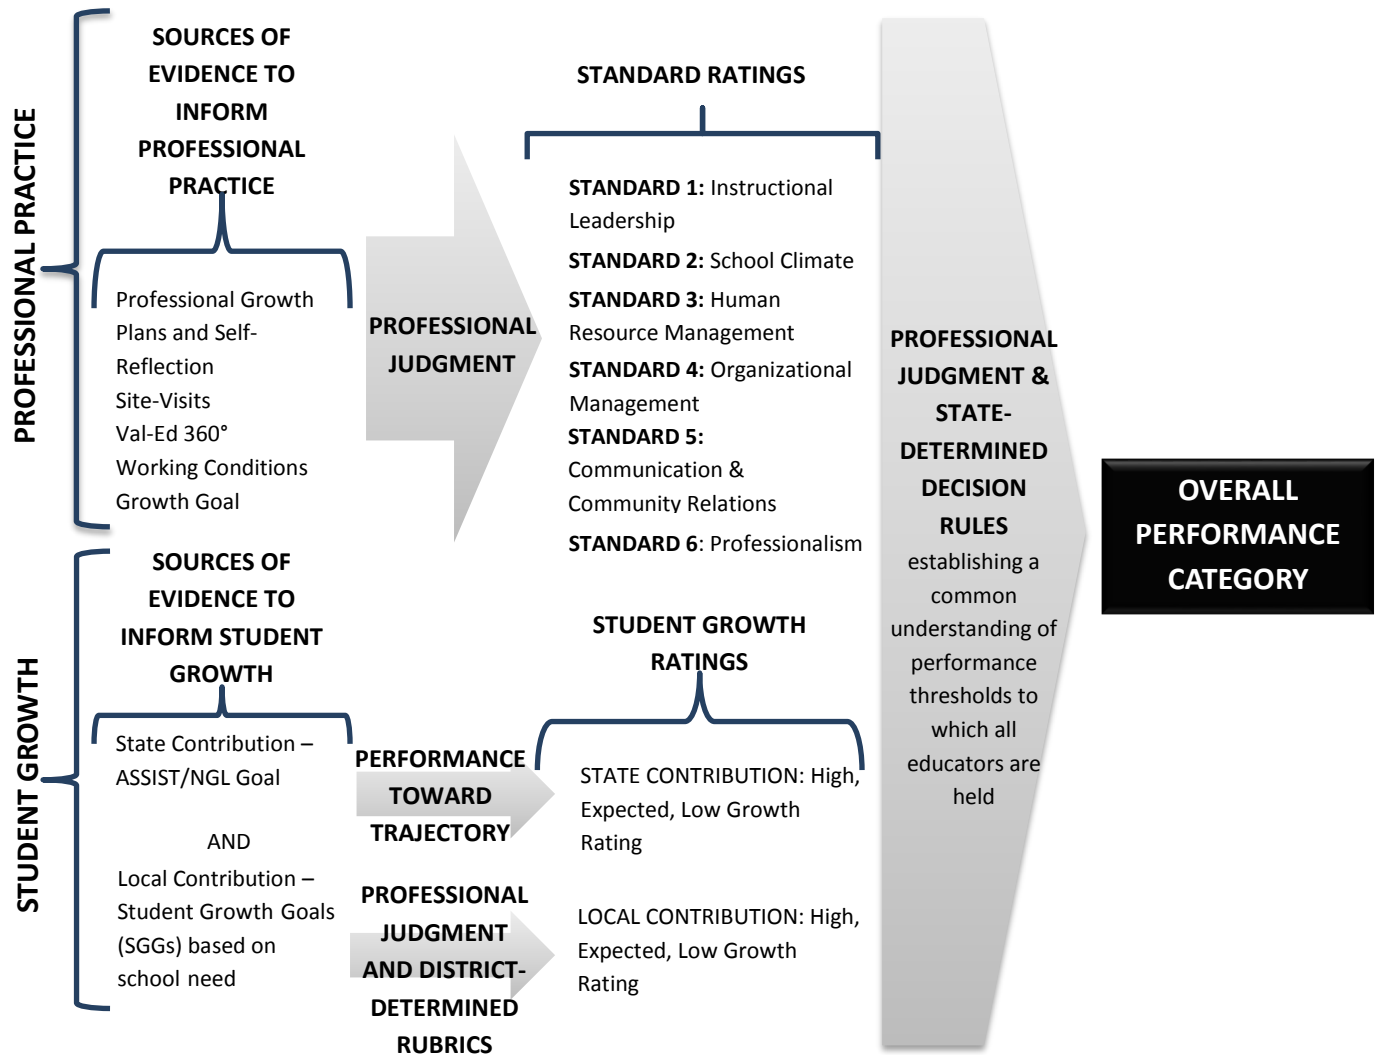 PROFESSIONAL PRACTICE
SOURCES OF
EVIDENCE TO
INFORM
PROFESSIONAL
PRACTICE
Professional Growth
Plans and Self-
Reflection
Site-Visits
Val-Ed 360°
Working Conditions
Growth Goal
PROFESSIONAL
JUDGMENT
STANDARD RATINGS
STANDARD 1: Instructional
Leadership
STANDARD 2: School Climate
STANDARD 3: Human
Resource Management
STANDARD 4: Organizational
Management
STANDARD 5:
Communication &
Community Relations
STANDARD 6: Professionalism
STUDENT GROWTH
SOURCES OF
EVIDENCE TO
INFORM STUDENT
GROWTH
State Contribution –
ASSIST/NGL Goal
AND
Local Contribution –
Student Growth Goals
(SGGs) based on
school need
PERFORMANCE
TOWARD
TRAJECTORY
PROFESSIONAL
JUDGMENT
AND DISTRICT-
DETERMINED
RUBRICS
STUDENT GROWTH
RATINGS
STATE CONTRIBUTION: High,
Expected, Low Growth
Rating
LOCAL CONTRIBUTION: High,
Expected, Low Growth
Rating
PROFESSIONAL
JUDGMENT &
STATE-
DETERMINED
DECISION
RULES
establishing a
common
understanding of
performance
thresholds to
which all
educators are
held
OVERALL
PERFORMANCE
CATEGORY